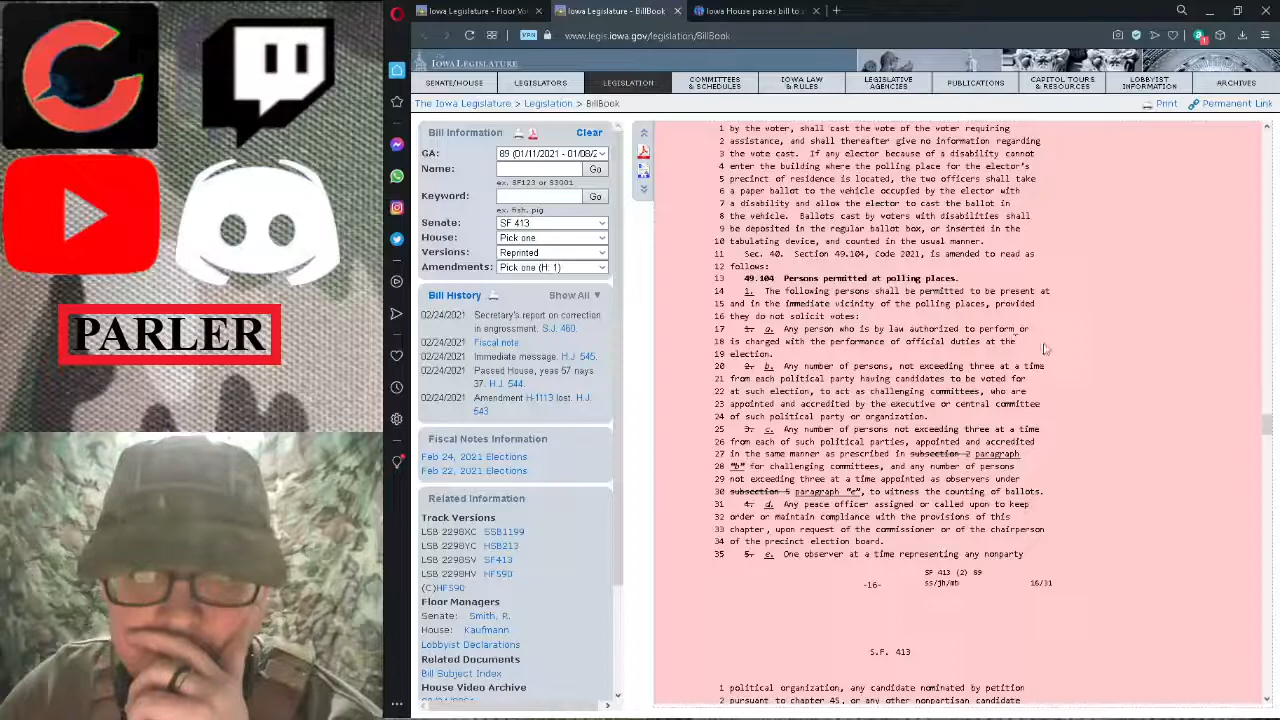 PARLER
Iowa Legislature - Floor Vo
Iowa Legislature - BillBook
Iowa House passes bill to
VPN
www.legis.iowa.gov/legislation/BillBook
IOWA LEGISLATURE
SENATE/HOUSE
LEGISLATORS
LEGISLATION
COMMITTEES & SCHEDULES
IOWA LAW & RULES
LEGISLATIVE AGENCIES
PUBLICATIONS
CAPITOL TOURS & RESOURCES
LOBBYIST INFORMATION
ARCHIVES
The Iowa Legislature > Legislation > BillBook
Print
Permanent Link
Bill Information
Clear
GA:
89 (01/11/2021 - 01/08/2
Name:
Go
ex: SF123 or 33001
Keyword:
Go
ex: fish, pig
Senate:
SF 413
House:
Pick one
Versions:
Reprinted
Amendments:
Pick one (H: 1)
Bill History
Show All ▼
02/24/2021 Secretary's report on correction
in engrossment. S.J. 460.
02/24/2021 Fiscal note
02/24/2021 Immediate message. H.J. 545.
02/24/2021 Passed House, yeas 57 nays
37. H.J. 544.
02/24/2021 Amendment H-1113 lost. H.J.
543
Fiscal Notes Information
Feb 24, 2021 Elections
Feb 22, 2021 Elections
Related Information
Track Versions
LSB 2298XC SSB1199
LSB 2298YC HSB213
LSB 2298SV SF413
LSB 2298HV HF590
(C)HF590
Floor Managers
Senate: Smith, R.
House: Kaufmann
Lobbyist Declarations
Related Documents
Bill Subject Index
House Video Archive
1 by the voter, shall cast the vote of the voter requiring
2 assistance, and shall thereafter give no information regarding
3 the vote cast. If any elector because of a disability cannot
4 enter the building where the polling place for the elector's
5 precinct of residence is located, the two officers shall take
6 a paper ballot to the vehicle occupied by the elector with
7 a disability and allow the elector to cast the ballot in
8 the vehicle. Ballots cast by voters with disabilities shall
9 be deposited in the regular ballot box, or inserted in the
10 tabulating device, and counted in the usual manner.
11 Sec. 40. Section 49.104, Code 2021, is amended to read as
12 follows:
13 49.104 Persons permitted at polling places.
14 1. The following persons shall be permitted to be present at
15 and in the immediate vicinity of the polling places, provided
16 they do not solicit votes:
17 1. a. Any person who is by law authorized to perform or
18 is charged with the performance of official duties at the
19 election.
20 2. b. Any number of persons, not exceeding three at a time
21 from each political party having candidates to be voted for
22 at such election, to act as challenging committees, who are
23 appointed and accredited by the executive or central committee
24 of such political party or organization.
25 3. c. Any number of persons not exceeding three at a time
26 from each of such political parties, appointed and accredited
27 in the same manner as prescribed in subsection 2 paragraph
28 "b" for challenging committees, and any number of persons
29 not exceeding three at a time appointed as observers under
30 subsection 5 paragraph "e", to witness the counting of ballots.
31 4. d. Any peace officer assigned or called upon to keep
32 order or maintain compliance with the provisions of this
33 chapter, upon request of the commissioner or of the chairperson
34 of the precinct election board.
35 5. e. One observer at a time representing any nonparty
SF 413 (2) 89
-16- ss/jh/mb 16/31
S.F. 413
1 political organization, any candidate nominated by petition
2 pursuant to chapter 45, or any other nonpartisan candidate